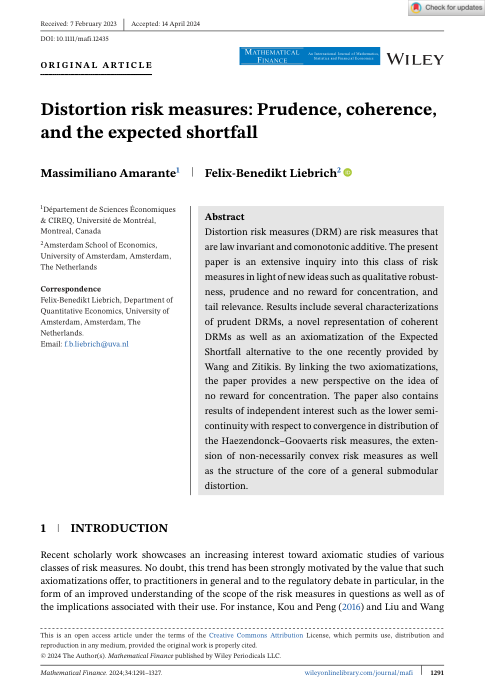 Check for updates
Received: 7 February 2023 | Accepted: 14 April 2024
DOI: 10.1111/mafi.12435
ORIGINAL ARTICLE
MATHEMATICAL FINANCE
An International Journal of Mathematics, Statistics and Financial Economics
WILEY
Distortion risk measures: Prudence, coherence,
and the expected shortfall
Massimiliano Amarante1 | Felix-Benedikt Liebrich2
1Département de Sciences Économiques
& CIREQ, Université de Montréal,
Montreal, Canada
2Amsterdam School of Economics,
University of Amsterdam, Amsterdam,
The Netherlands
Correspondence
Felix-Benedikt Liebrich, Department of
Quantitative Economics, University of
Amsterdam, Amsterdam, The
Netherlands.
Email: f.b.liebrich@uva.nl
Abstract
Distortion risk measures (DRM) are risk measures that
are law invariant and comonotonic additive. The present
paper is an extensive inquiry into this class of risk
measures in light of new ideas such as qualitative robust-
ness, prudence and no reward for concentration, and
tail relevance. Results include several characterizations
of prudent DRMs, a novel representation of coherent
DRMs as well as an axiomatization of the Expected
Shortfall alternative to the one recently provided by
Wang and Zitikis. By linking the two axiomatizations,
the paper provides a new perspective on the idea of
no reward for concentration. The paper also contains
results of independent interest such as the lower semi-
continuity with respect to convergence in distribution of
the Haezendonck–Goovaerts risk measures, the exten-
sion of non-necessarily convex risk measures as well
as the structure of the core of a general submodular
distortion.
1 | INTRODUCTION
Recent scholarly work showcases an increasing interest toward axiomatic studies of various
classes of risk measures. No doubt, this trend has been strongly motivated by the value that such
axiomatizations offer, to practitioners in general and to the regulatory debate in particular, in the
form of an improved understanding of the scope of the risk measures in questions as well as of
the implications associated with their use. For instance, Kou and Peng (2016) and Liu and Wang
This is an open access article under the terms of the Creative Commons Attribution License, which permits use, distribution and
reproduction in any medium, provided the original work is properly cited.
© 2024 The Author(s). Mathematical Finance published by Wiley Periodicals LLC.
Mathematical Finance. 2024;34:1291–1327.
wileyonlinelibrary.com/journal/mafi | 1291